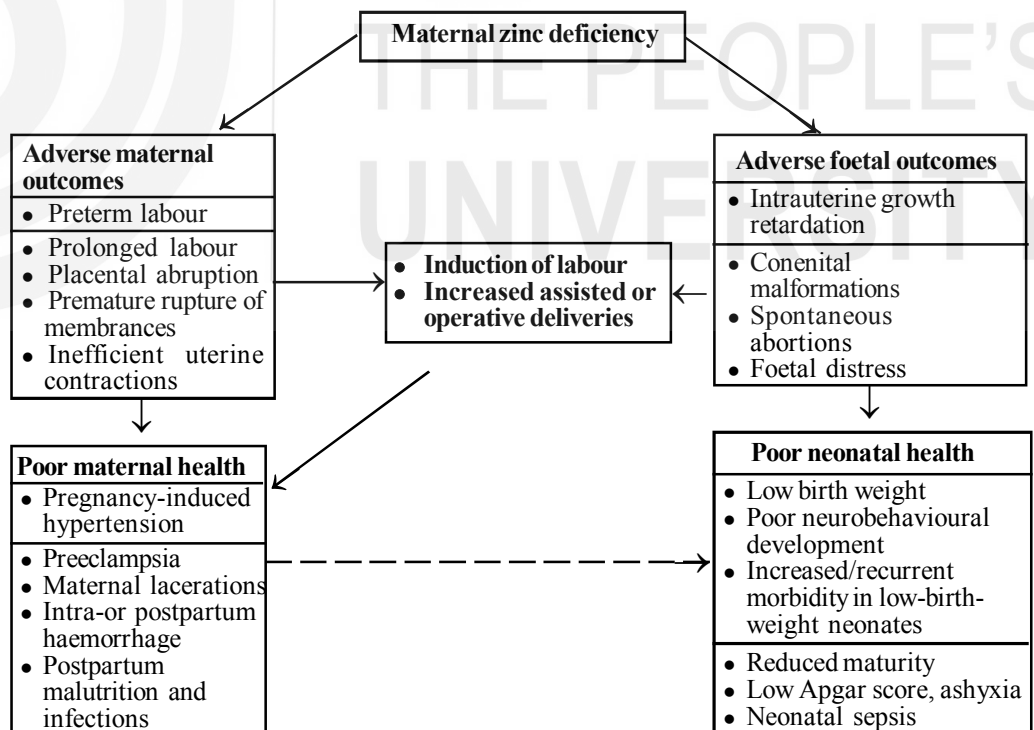 THE PEOPLE'S
UNIVERSITY
Maternal zinc deficiency
Adverse maternal
outcomes
• Preterm labour
• Prolonged labour
• Placental abruption
• Premature rupture of
membrances
• Inefficient uterine
contractions
• Induction of labour
• Increased assisted or
operative deliveries
Adverse foetal outcomes
• Intrauterine growth
retardation
• Conenital
malformations
• Spontaneous
abortions
• Foetal distress
Poor maternal health
• Pregnancy-induced
hypertension
• Preeclampsia
• Maternal lacerations
• Intra-or postpartum
haemorrhage
• Postpartum
malutrition and
infections
Poor neonatal health
• Low birth weight
• Poor neurobehavioural
development
• Increased/recurrent
morbidity in low-birth-
weight neonates
• Reduced maturity
• Low Apgar score, ashyxia
• Neonatal sepsis